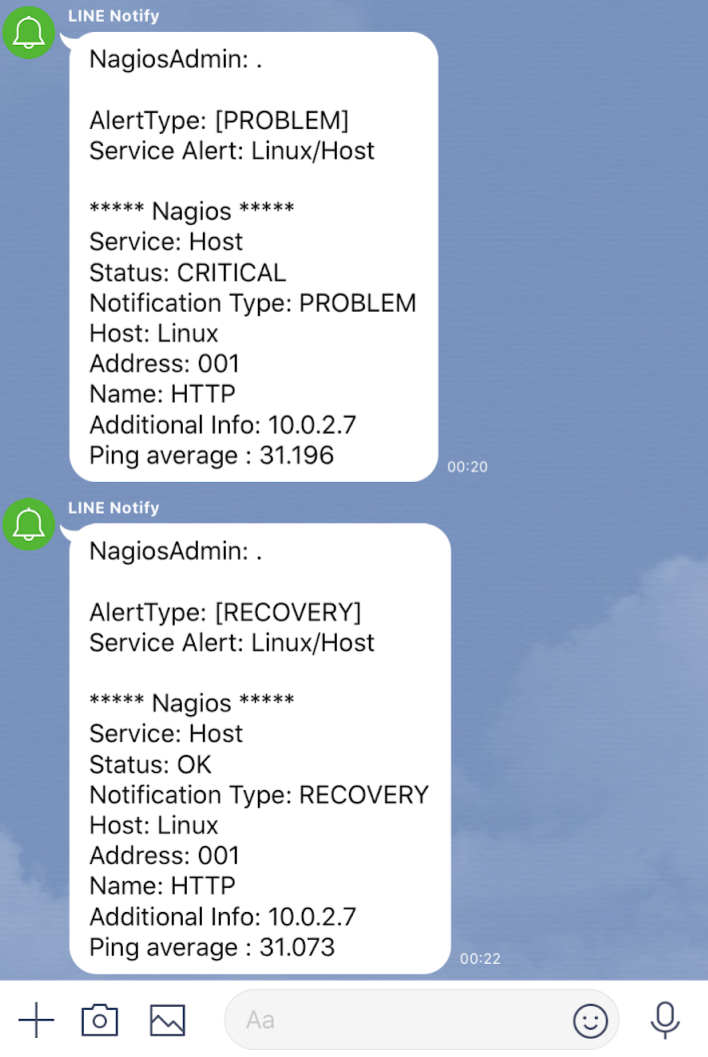 LINE Notify
NagiosAdmin: .
AlertType: [PROBLEM]
Service Alert: Linux/Host
***** Nagios *****
Service: Host
Status: CRITICAL
Notification Type: PROBLEM
Host: Linux
Address: 001
Name: HTTP
Additional Info: 10.0.2.7
Ping average : 31.196
00:20
LINE Notify
NagiosAdmin: .
AlertType: [RECOVERY]
Service Alert: Linux/Host
***** Nagios *****
Service: Host
Status: OK
Notification Type: RECOVERY
Host: Linux
Address: 001
Name: HTTP
Additional Info: 10.0.2.7
Ping average : 31.073
00:22
Aa